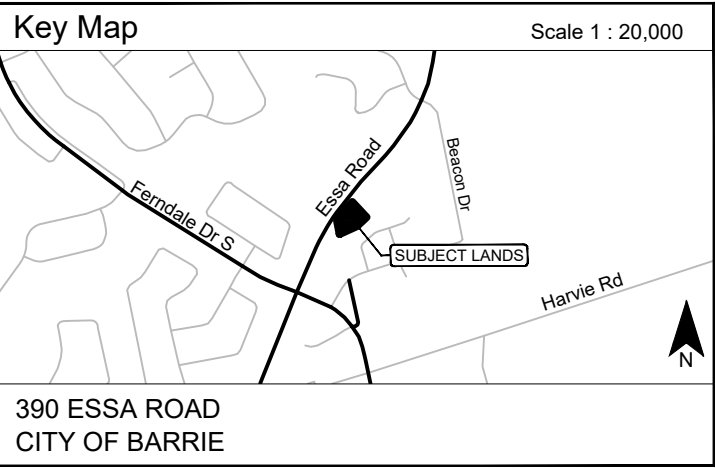 Key Map
Scale 1 : 20,000
Essa Road
Beacon Dr
Ferndale Dr S
SUBJECT LANDS
Harvie Rd
N
390 ESSA ROAD
CITY OF BARRIE